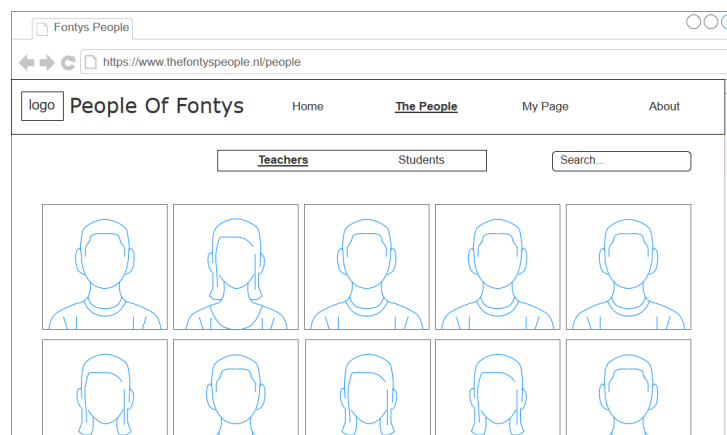 Fontys People
https://www.thefontyspeople.nl/people
logo People Of Fontys Home The People My Page About
Teachers Students Search...